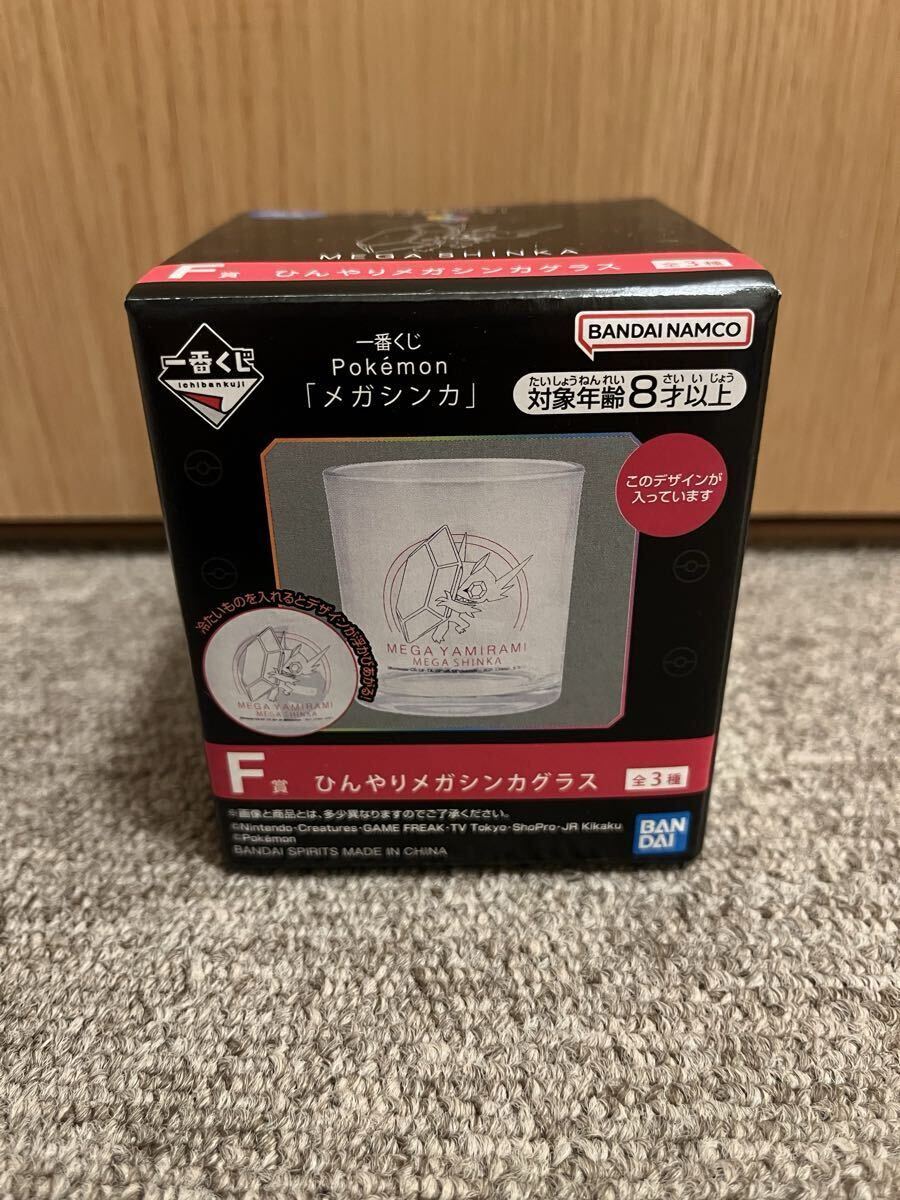 MEGA SHINKA
F賞 ひんやりメガシンカグラス 全3種
一番くじ
ichibankuji
一番くじ
Pokémon
「メガシンカ」
BANDAI NAMCO
たいしょうねんれい さい い じょう
対象年齢8才以上
このデザインが
入っています
MEGA YAMIRAMI
MEGA SHINKA
冷たいものを入れるとデザインが浮かびあがる!
MEGA YAMIRAMI
MEGA SHINKA
F賞 ひんやりメガシンカグラス 全3種
※画像と商品とは、多少異なりますのでご了承ください。
©Nintendo・Creatures・GAME FREAK・TV Tokyo・ShoPro・JR Kikaku
©Pokémon
BANDAI SPIRITS MADE IN CHINA
BAN
DAI